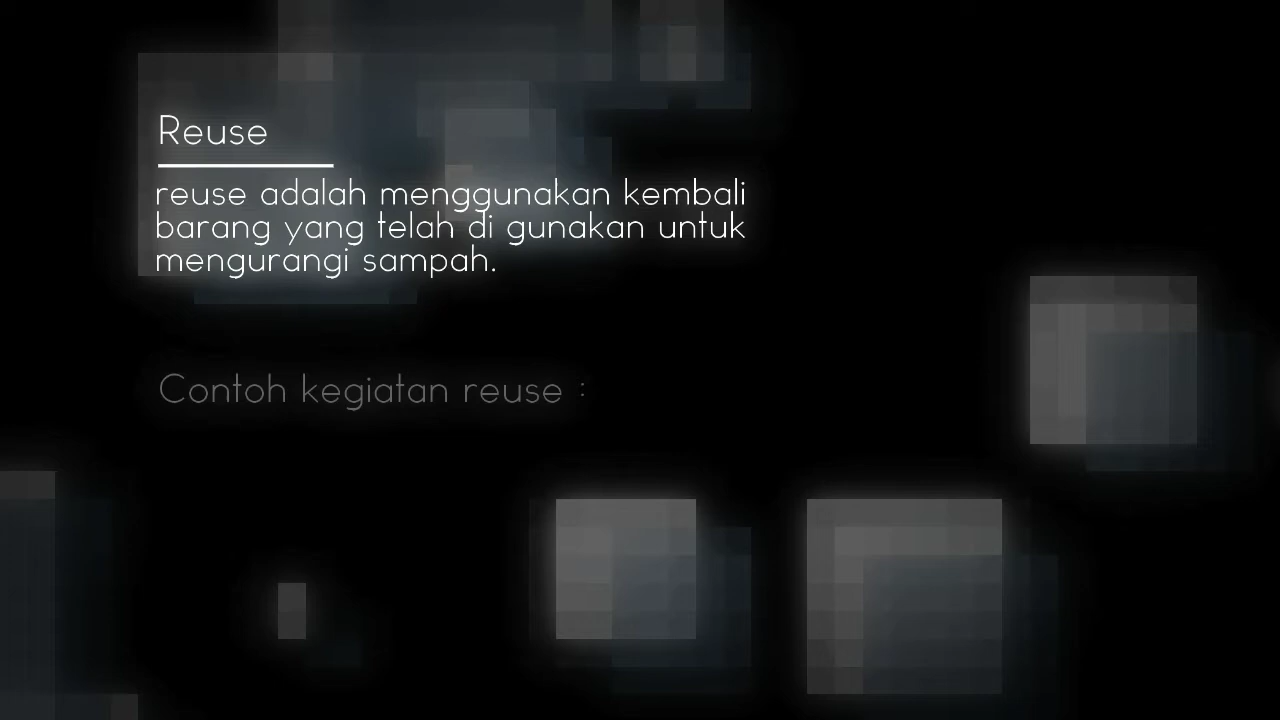 Reuse
reuse adalah menggunakan kembali
barang yang telah di gunakan untuk
mengurangi sampah.
Contoh kegiatan reuse :